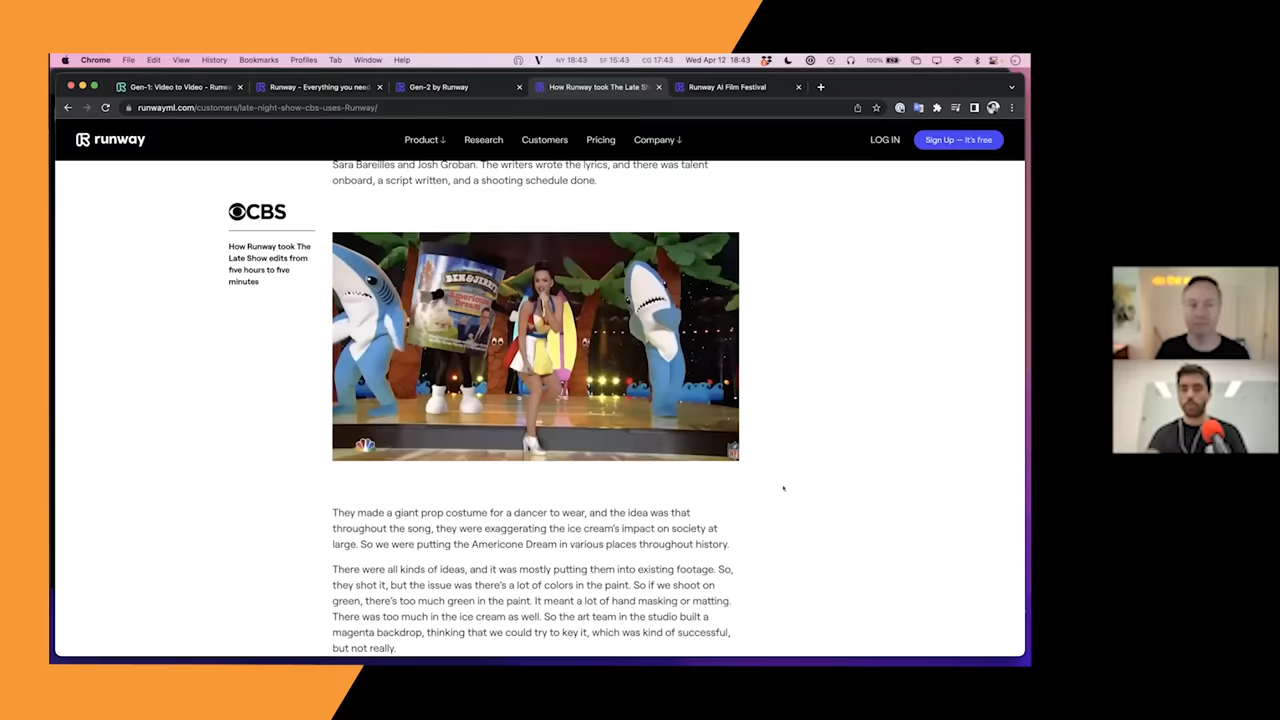 Chrome File Edit View History Bookmarks Profiles Tab Window Help
V NY 18:43 SF 15:43 CG 17:43 Wed Apr 12 18:43 100%
Gen-1: Video to Video - Runwa
Runway - Everything you need
Gen-2 by Runway
How Runway took The Late Sh
Runway AI Film Festival
runwayml.com/customers/late-night-show-cbs-uses-Runway/
runway
Product Research Customers Pricing Company
LOG IN
Sign Up — It's free
Sara Bareilles and Josh Groban. The writers wrote the lyrics, and there was talent
onboard, a script written, and a shooting schedule done.
CBS
How Runway took The
Late Show edits from
five hours to five
minutes
BEN & JERRY'S
Americone
Dream
They made a giant prop costume for a dancer to wear, and the idea was that
throughout the song, they were exaggerating the ice cream's impact on society at
large. So we were putting the Americone Dream in various places throughout history.
There were all kinds of ideas, and it was mostly putting them into existing footage. So,
they shot it, but the issue was there's a lot of colors in the paint. So if we shoot on
green, there's too much green in the paint. It meant a lot of hand masking or matting.
There was too much in the ice cream as well. So the art team in the studio built a
magenta backdrop, thinking that we could try to key it, which was kind of successful,
but not really.